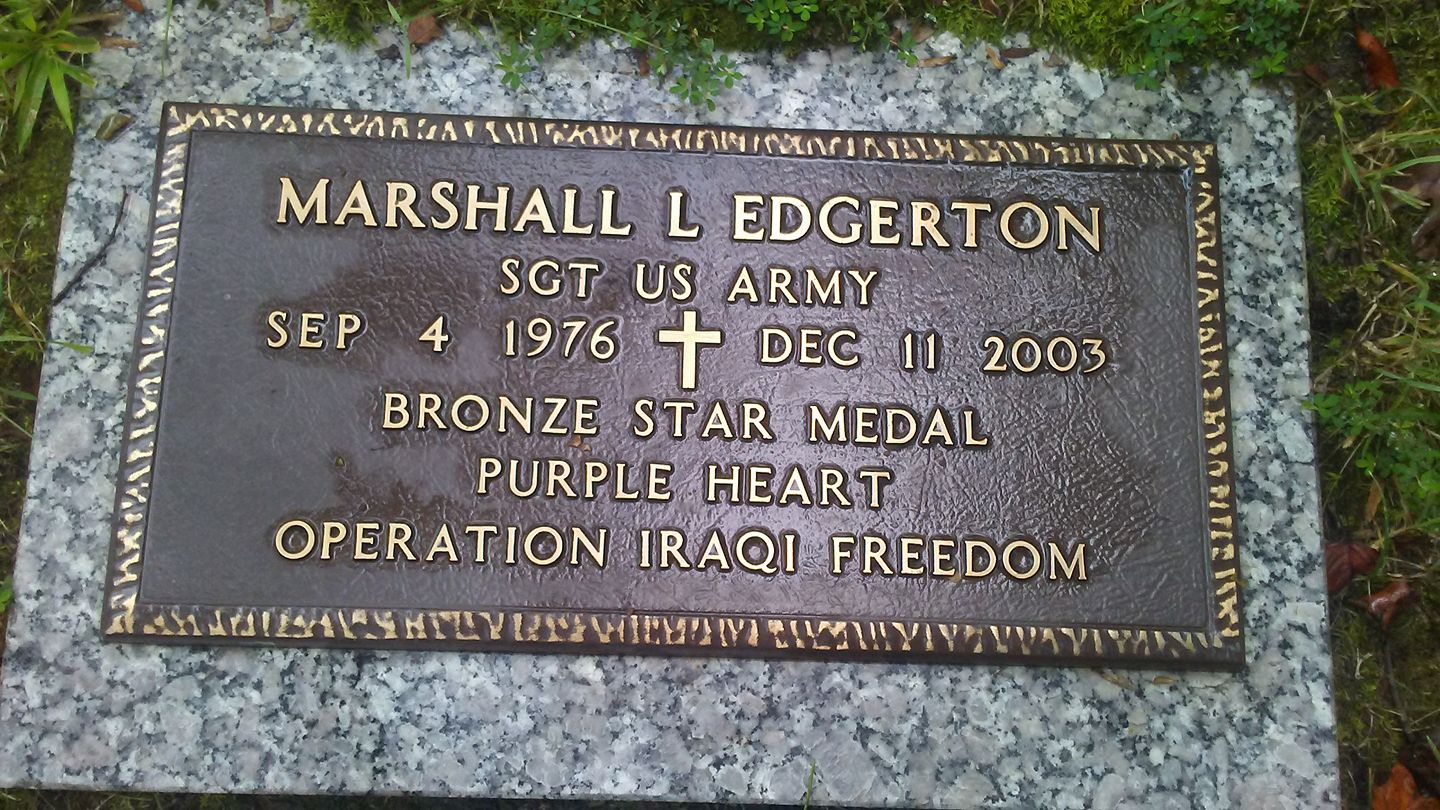 MARSHALL L EDGERTON
SGT US ARMY
SEP 4 1976 DEC 11 2003
BRONZE STAR MEDAL
PURPLE HEART
OPERATION IRAQI FREEDOM